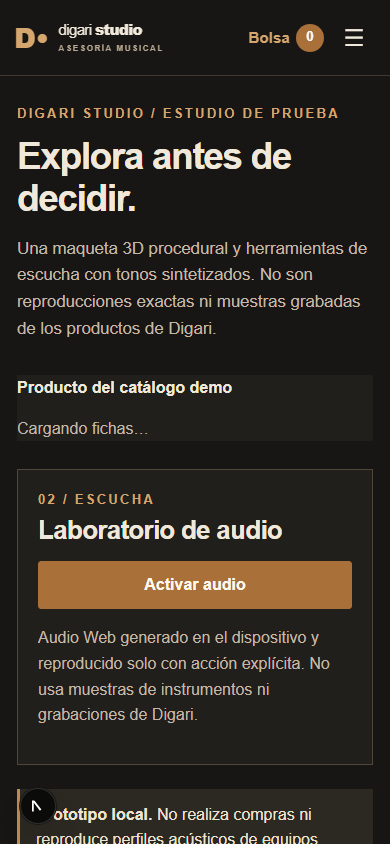 D•
digari studio
ASESORÍA MUSICAL
Bolsa 0
DIGARI STUDIO / ESTUDIO DE PRUEBA
Explora antes de
decidir.
Una maqueta 3D procedural y herramientas de
escucha con tonos sintetizados. No son
reproducciones exactas ni muestras grabadas
de los productos de Digari.
Producto del catálogo demo
Cargando fichas…
02 / ESCUCHA
Laboratorio de audio
Activar audio
Audio Web generado en el dispositivo y
reproducido solo con acción explícita. No
usa muestras de instrumentos ni
grabaciones de Digari.
ototipo local. No realiza compras ni
reproduce perfiles acústicos de equipos